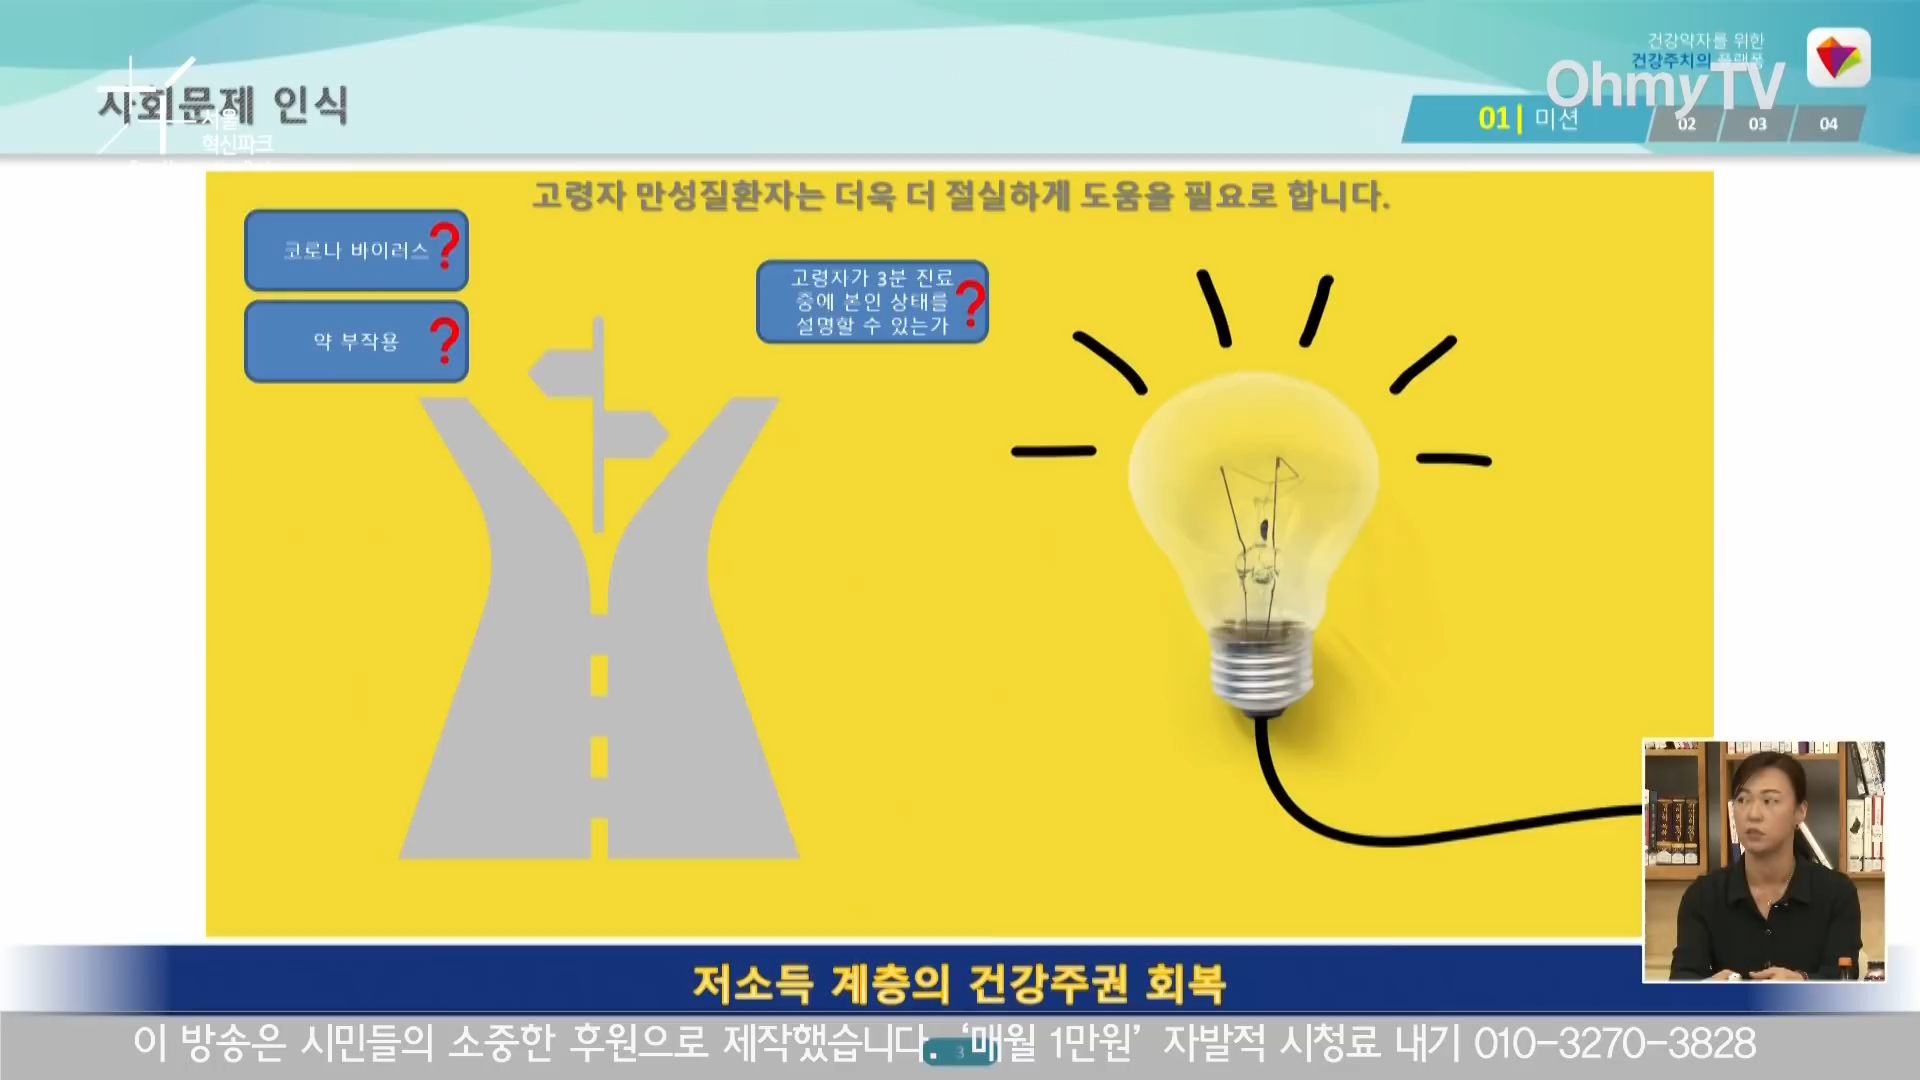 건강약자를 위한
건강주치의 플랫폼
OhmyTV
사회문제 인식
서울
혁신파크
01| 미션
02
03
04
고령자 만성질환자는 더욱 더 절실하게 도움을 필요로 합니다.
코로나 바이러스 ?
약 부작용 ?
고령지가 3분 진료
중에 본인 상태를
설명할 수 있는가 ?
저소득 계층의 건강주권 회복
이 방송은 시민들의 소중한 후원으로 제작했습니다. '매월 1만원' 자발적 시청료 내기 010-3270-3828
3